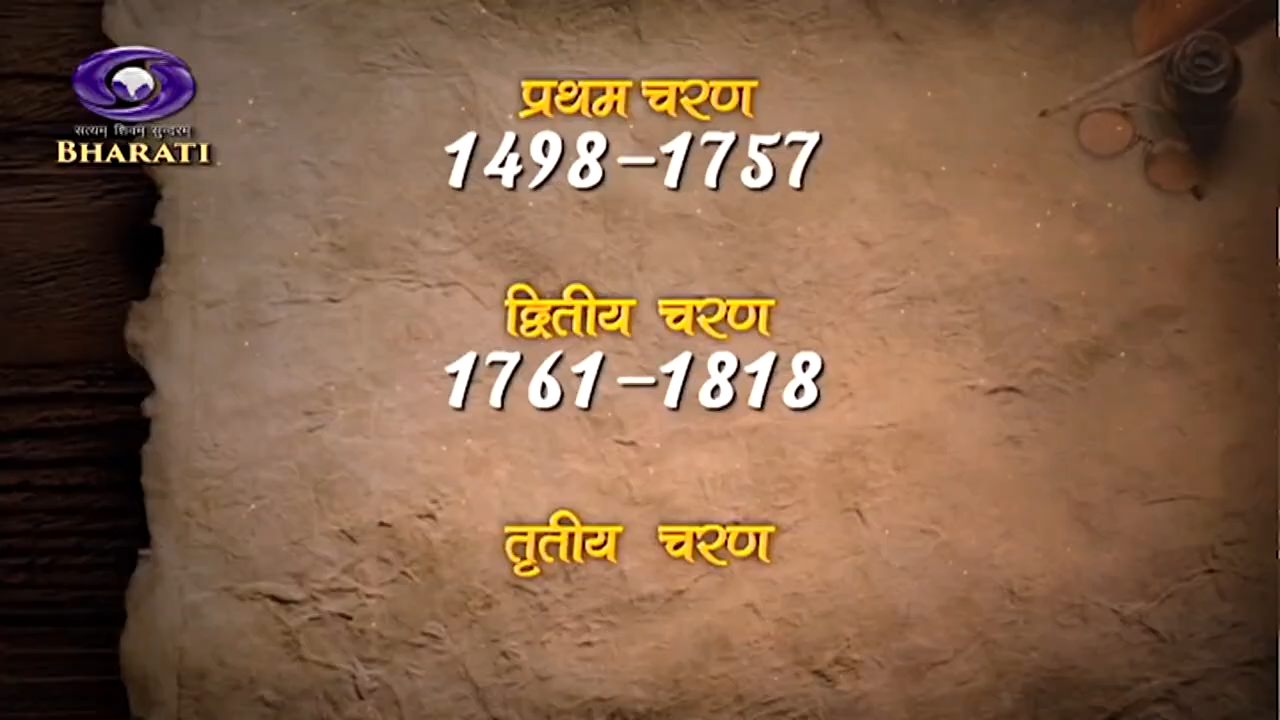 सत्यम् शिवम् सुन्दरम्
BHARATI
प्रथम चरण
1498-1757
द्वितीय चरण
1761-1818
तृतीय चरण